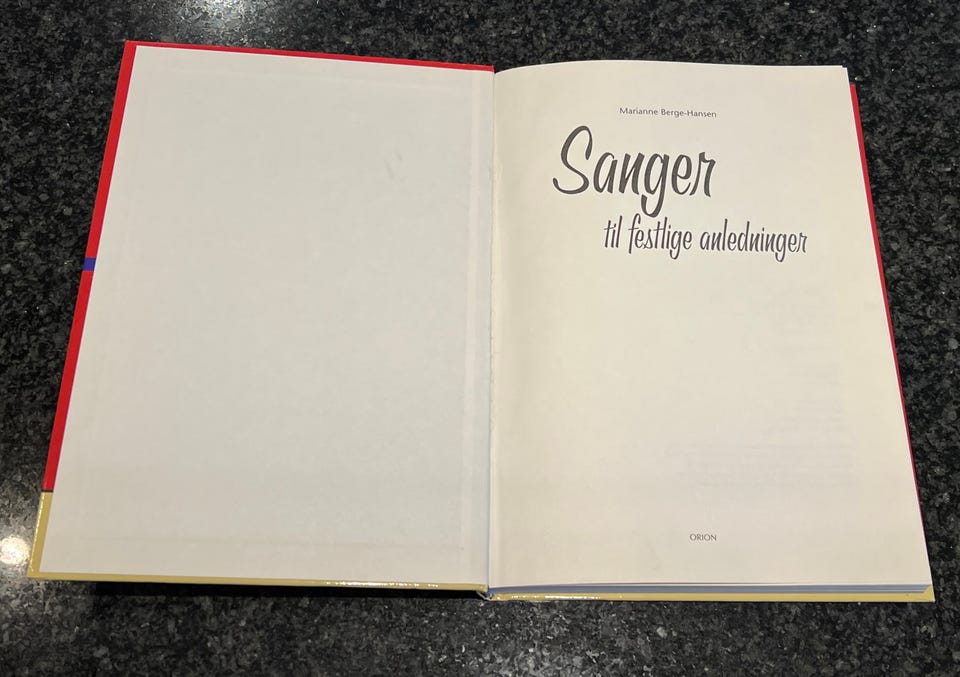 Marianne Berge-Hansen
Sanger
til festlige anledninger
ORION